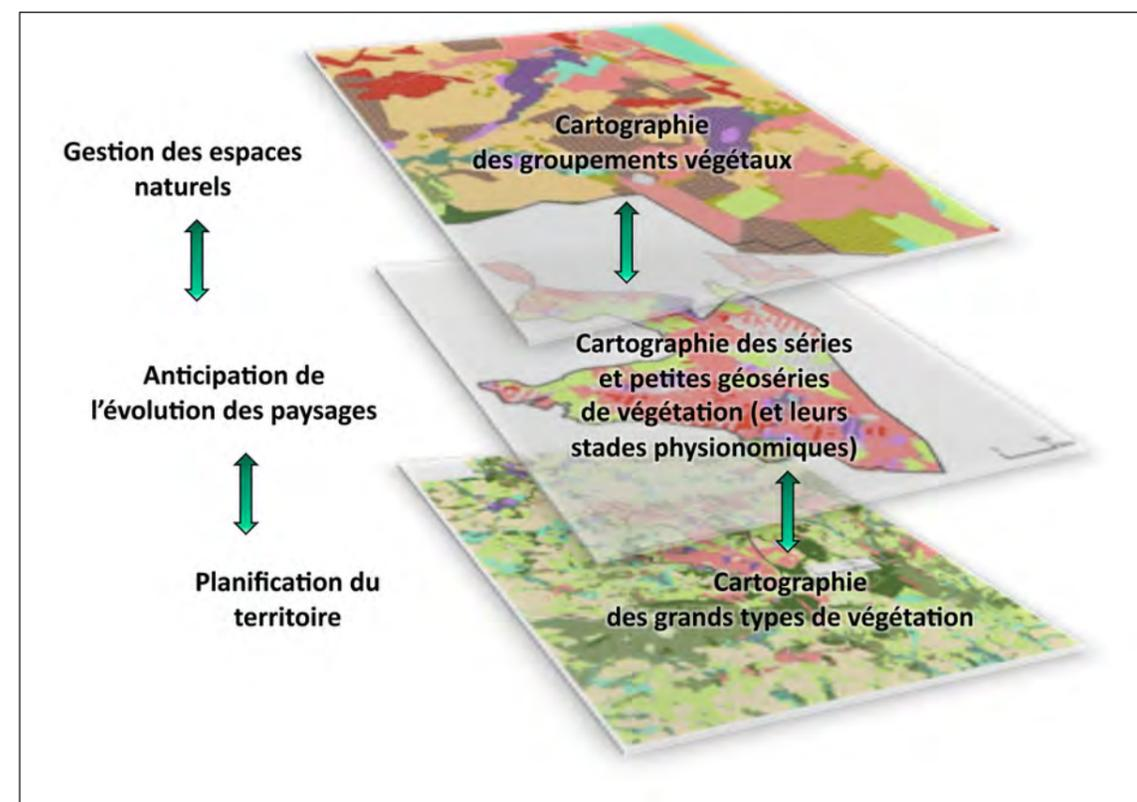 Cartographie
des groupements végétaux
Gestion des espaces
naturels
Cartographie des séries
et petites géoséries
de végétation (et leurs
stades physionomiques)
Anticipation de
l’évolution des paysages
Planification du
territoire
Cartographie
des grands types de végétation